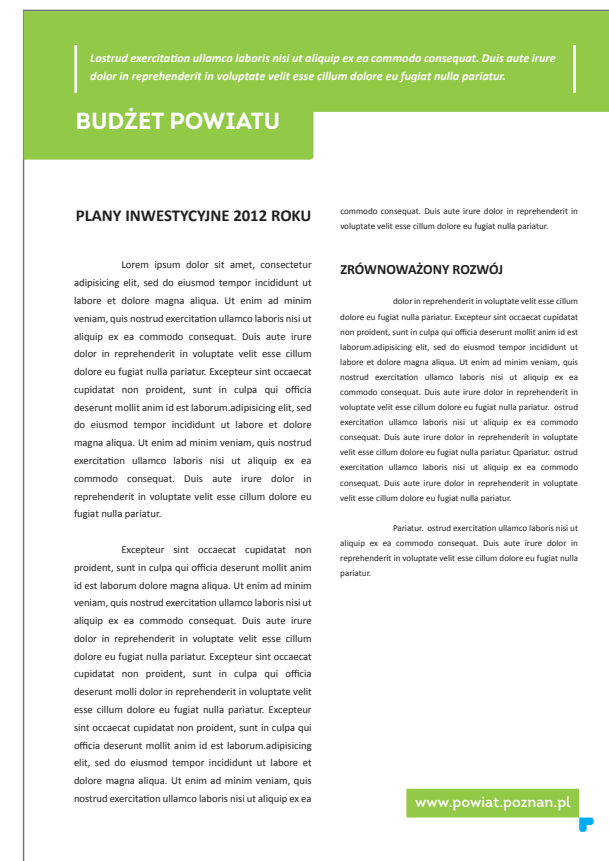 Lostrud exercitation ullamco laboris nisi ut aliquip ex ea commodo consequat. Duis aute irure
dolor in reprehenderit in voluptate velit esse cillum dolore eu fugiat nulla pariatur.
BUDŻET POWIATU
PLANY INWESTYCYJNE 2012 ROKU
Lorem ipsum dolor sit amet, consectetur
adipisicing elit, sed do eiusmod tempor incididunt ut
labore et dolore magna aliqua. Ut enim ad minim
veniam, quis nostrud exercitation ullamco laboris nisi ut
aliquip ex ea commodo consequat. Duis aute irure
dolor in reprehenderit in voluptate velit esse cillum
dolore eu fugiat nulla pariatur. Excepteur sint occaecat
cupidatat non proident, sunt in culpa qui officia
deserunt mollit anim id est laborum.adipisicing elit, sed
do eiusmod tempor incididunt ut labore et dolore
magna aliqua. Ut enim ad minim veniam, quis nostrud
exercitation ullamco laboris nisi ut aliquip ex ea
commodo consequat. Duis aute irure dolor in
reprehenderit in voluptate velit esse cillum dolore eu
fugiat nulla pariatur.
Excepteur sint occaecat cupidatat non
proident, sunt in culpa qui officia deserunt mollit anim
id est laborum dolore magna aliqua. Ut enim ad minim
veniam, quis nostrud exercitation ullamco laboris nisi ut
aliquip ex ea commodo consequat. Duis aute irure
dolor in reprehenderit in voluptate velit esse cillum
dolore eu fugiat nulla pariatur. Excepteur sint occaecat
cupidatat non proident, sunt in culpa qui officia
deserunt molli dolor in reprehenderit in voluptate velit
esse cillum dolore eu fugiat nulla pariatur. Excepteur
sint occaecat cupidatat non proident, sunt in culpa qui
officia deserunt mollit anim id est laborum.adipisicing
elit, sed do eiusmod tempor incididunt ut labore et
dolore magna aliqua. Ut enim ad minim veniam, quis
nostrud exercitation ullamco laboris nisi ut aliquip ex ea
commodo consequat. Duis aute irure dolor in reprehenderit in
voluptate velit esse cillum dolore eu fugiat nulla pariatur.
ZRÓWNOWAŻONY ROZWÓJ
dolor in reprehenderit in voluptate velit esse cillum
dolore eu fugiat nulla pariatur. Excepteur sint occaecat cupidatat
non proident, sunt in culpa qui officia deserunt mollit anim id est
laborum.adipisicing elit, sed do eiusmod tempor incididunt ut
labore et dolore magna aliqua. Ut enim ad minim veniam, quis
nostrud exercitation ullamco laboris nisi ut aliquip ex ea
commodo consequat. Duis aute irure dolor in reprehenderit in
voluptate velit esse cillum dolore eu fugiat nulla pariatur. ostrud
exercitation ullamco laboris nisi ut aliquip ex ea commodo
consequat. Duis aute irure dolor in reprehenderit in voluptate
velit esse cillum dolore eu fugiat nulla pariatur. Qpariatur. ostrud
exercitation ullamco laboris nisi ut aliquip ex ea commodo
consequat. Duis aute irure dolor in reprehenderit in voluptate
velit esse cillum dolore eu fugiat nulla pariatur.
Pariatur. ostrud exercitation ullamco laboris nisi ut
aliquip ex ea commodo consequat. Duis aute irure dolor in
reprehenderit in voluptate velit esse cillum dolore eu fugiat nulla
pariatur.
www.powiat.poznan.pl